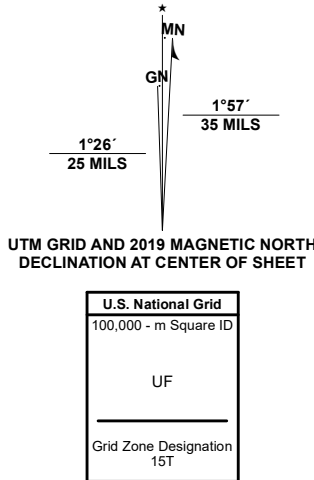 MN
GN
1°57´
35 MILS
1°26´
25 MILS
UTM GRID AND 2019 MAGNETIC NORTH
DECLINATION AT CENTER OF SHEET
U.S. National Grid
100,000 - m Square ID
UF
Grid Zone Designation
15T